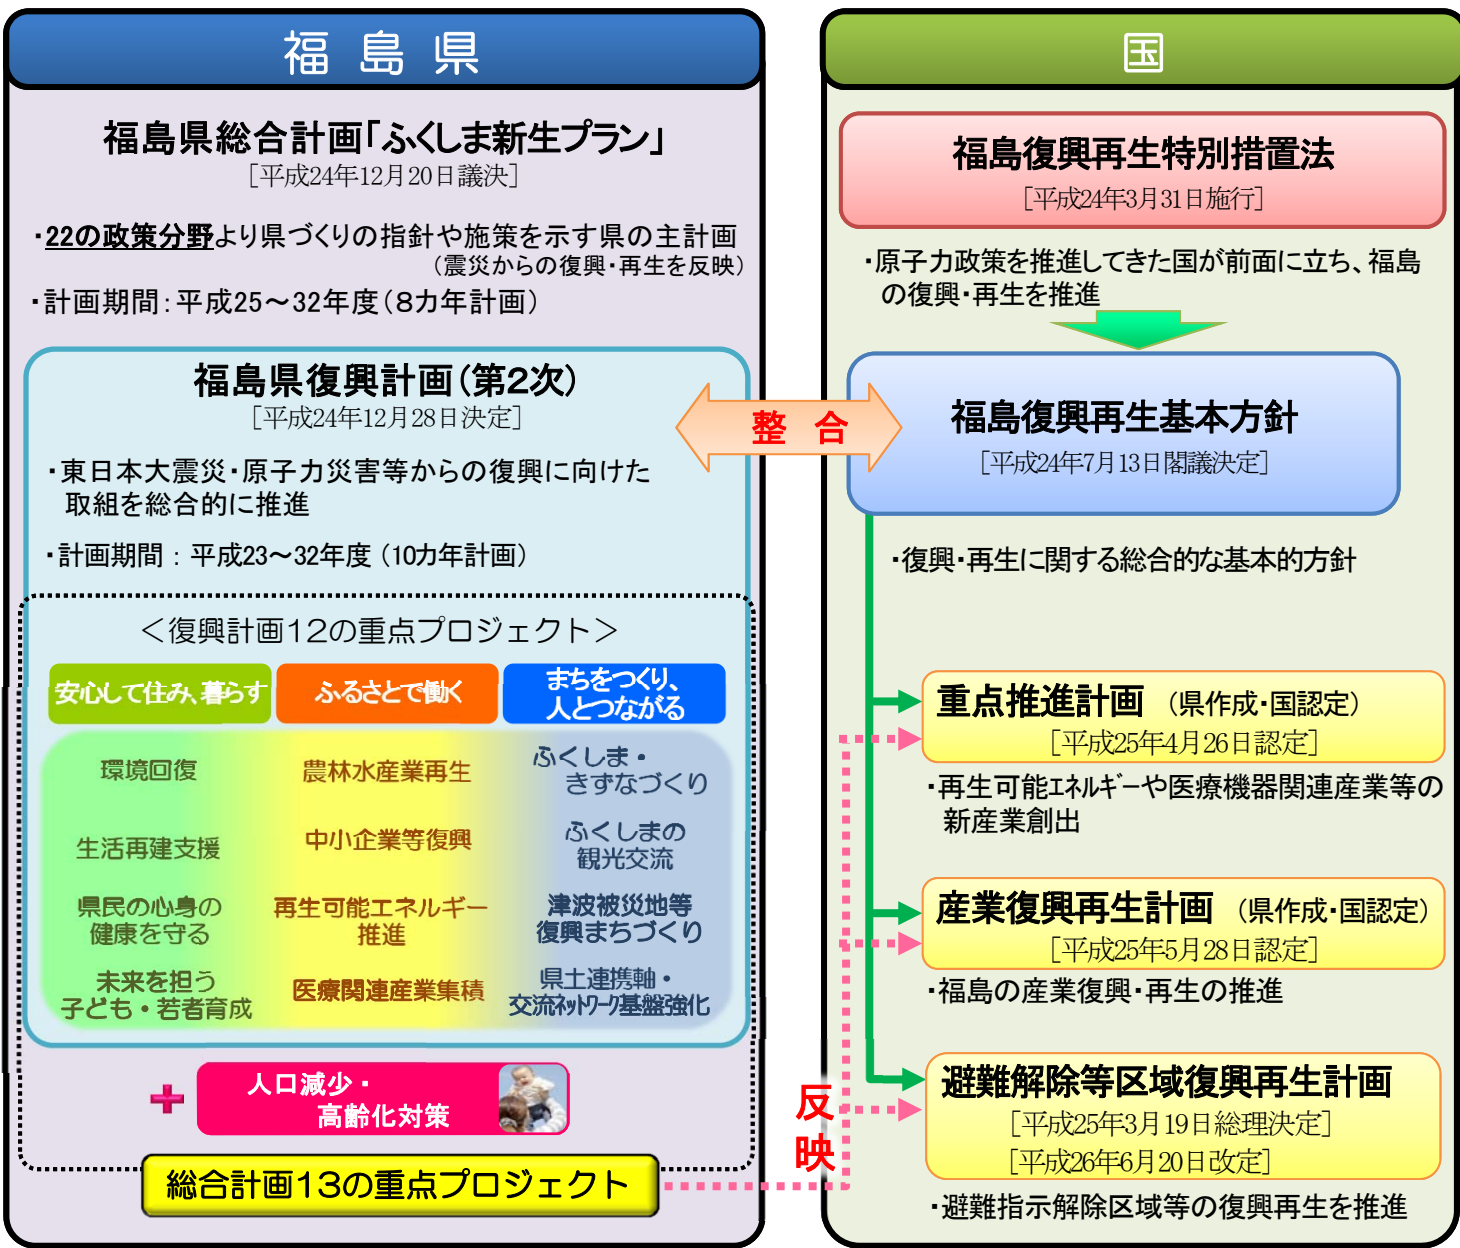 福島県
福島県総合計画「ふくしま新生プラン」
［平成24年12月20日議決］
・22の政策分野より県づくりの指針や施策を示す県の主計画
（震災からの復興・再生を反映）
・計画期間：平成25～32年度（８カ年計画）
福島県復興計画（第２次）
［平成24年12月28日決定］
・東日本大震災・原子力災害等からの復興に向けた
取組を総合的に推進
・計画期間：平成23～32年度（10カ年計画）
＜復興計画１２の重点プロジェクト＞
安心して住み、暮らす
環境回復
生活再建支援
県民の心身の
健康を守る
未来を担う
子ども・若者育成
ふるさとで働く
農林水産業再生
中小企業等復興
再生可能エネルギー
推進
医療関連産業集積
まちをつくり、
人とつながる
ふくしま・
きずなづくり
ふくしまの
観光交流
津波被災地等
復興まちづくり
県土連携軸・
交流ﾈｯﾄﾜｰｸ基盤強化
＋
人口減少・
高齢化対策
総合計画１３の重点プロジェクト
整合
反
映
国
福島復興再生特別措置法
［平成24年3月31日施行］
・原子力政策を推進してきた国が前面に立ち、福島
の復興・再生を推進
福島復興再生基本方針
［平成24年7月13日閣議決定］
・復興・再生に関する総合的な基本的方針
重点推進計画（県作成・国認定）
［平成25年4月26日認定］
・再生可能ｴﾈﾙｷﾞｰや医療機器関連産業等の
新産業創出
産業復興再生計画（県作成・国認定）
［平成25年5月28日認定］
・福島の産業復興・再生の推進
避難解除等区域復興再生計画
［平成25年3月19日総理決定］
［平成26年6月20日改定］
・避難指示解除区域等の復興再生を推進